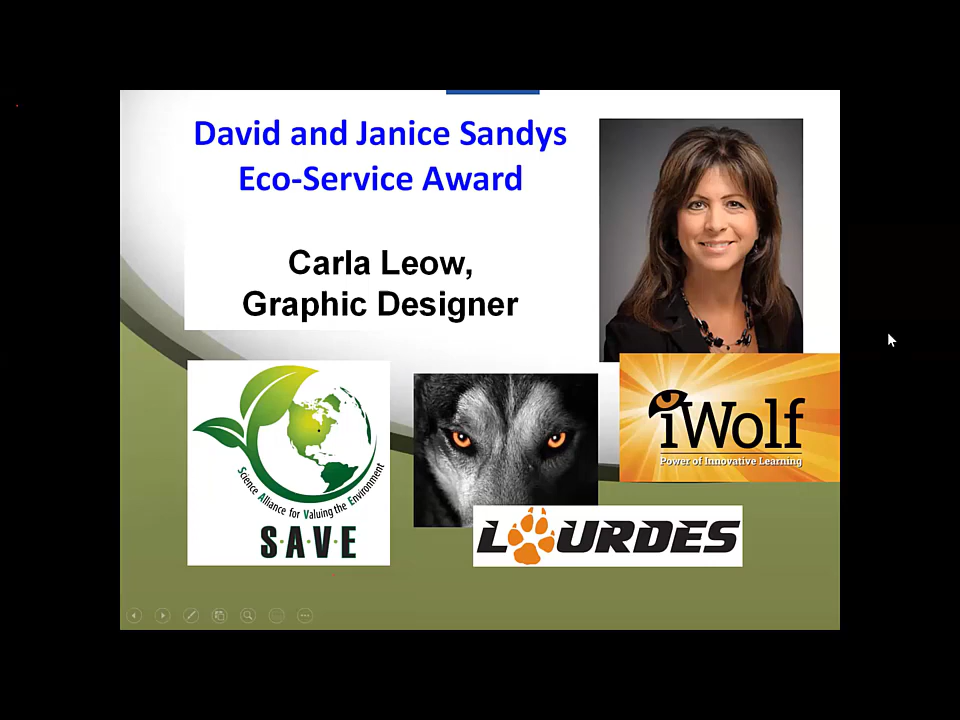 David and Janice Sandys
Eco-Service Award
Carla Leow,
Graphic Designer
Science Alliance for Valuing the Environment
S.A.V.E
iWolf
Power of Innovative Learning
LOURDES